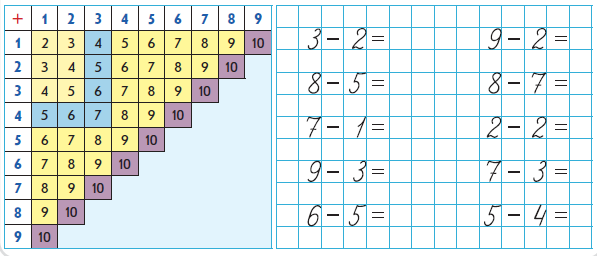 + 1 2 3 4 5 6 7 8 9
1 2 3 4 5 6 7 8 9 10
2 3 4 5 6 7 8 9 10
3 4 5 6 7 8 9 10
4 5 6 7 8 9 10
5 6 7 8 9 10
6 7 8 9 10
7 8 9 10
8 9 10
9 10
3 − 2 = 9 − 2 =
8 − 5 = 8 − 7 =
7 − 1 = 2 − 2 =
9 − 3 = 7 − 3 =
6 − 5 = 5 − 4 =